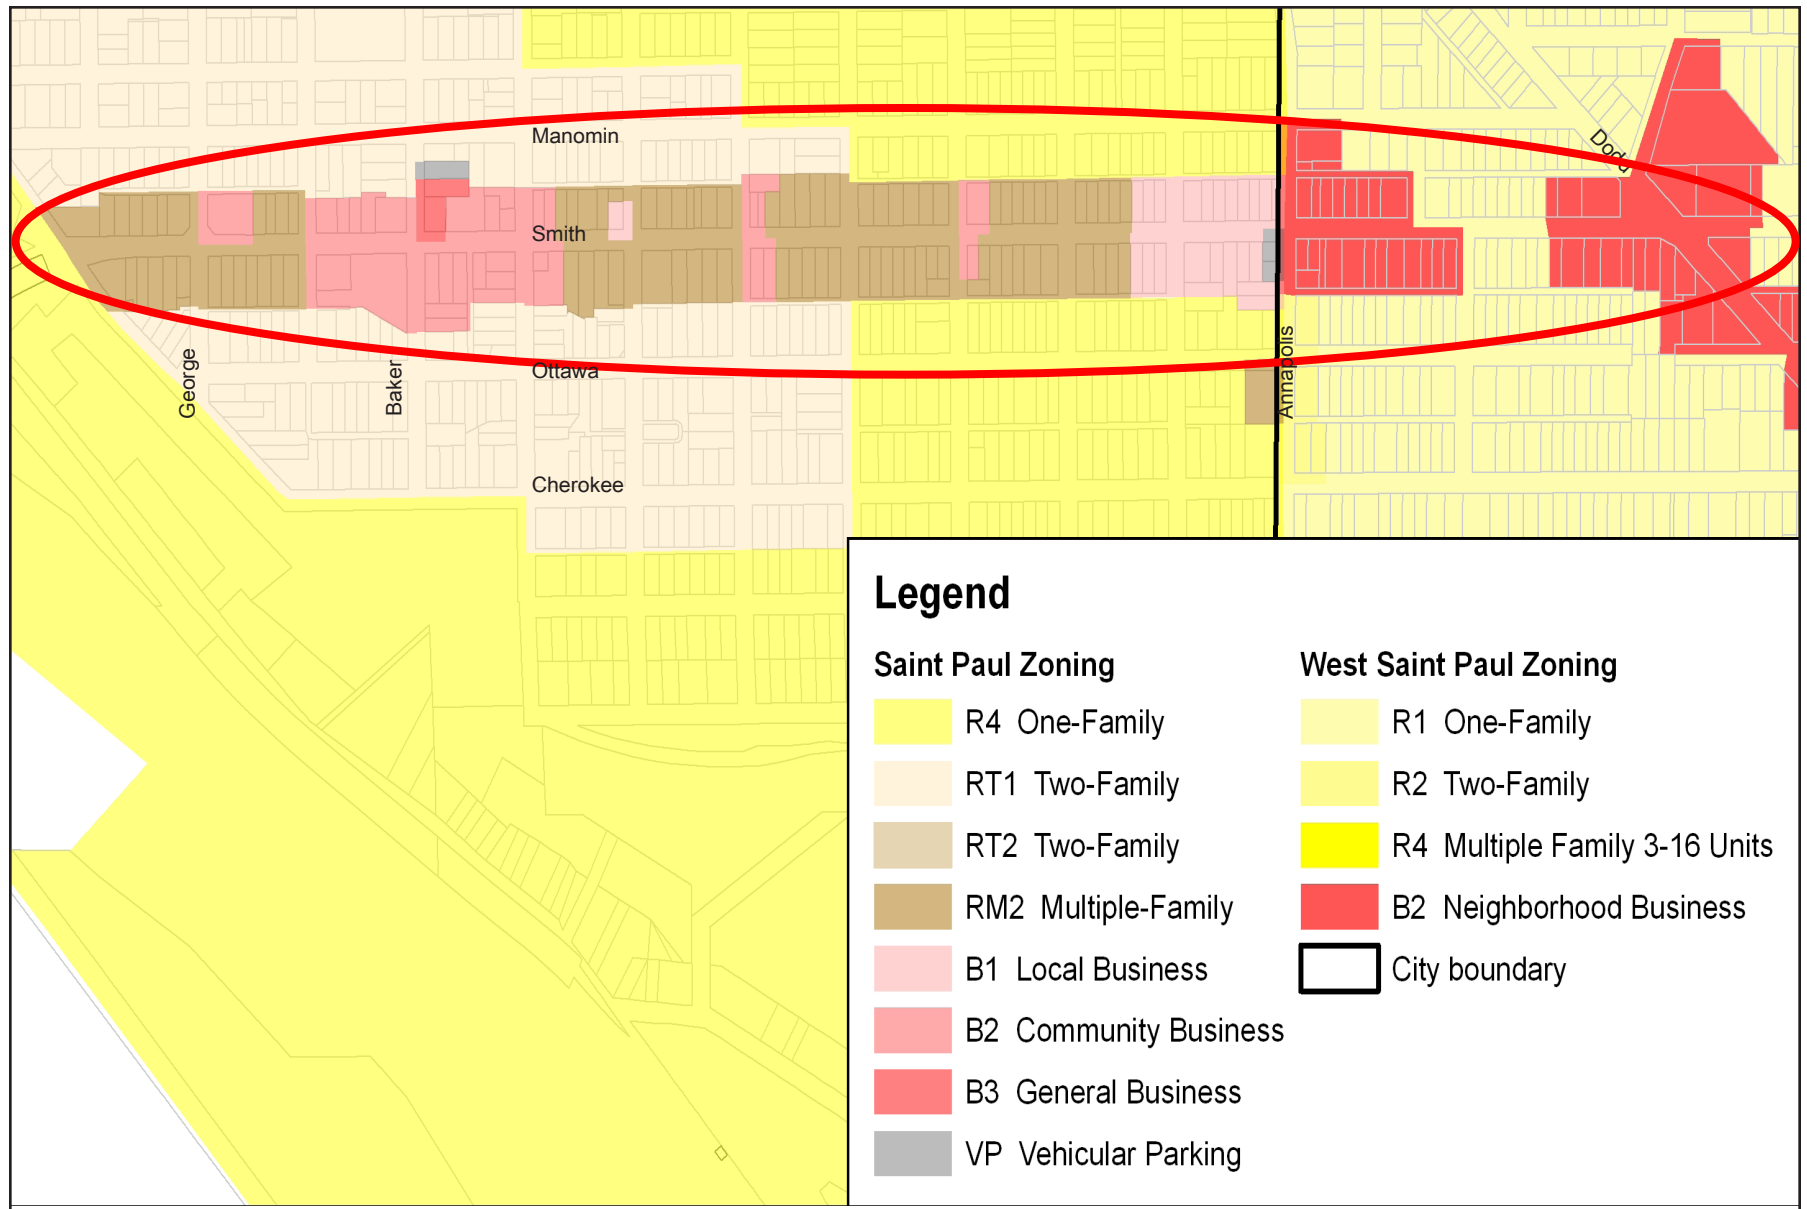 Manomin
Dodd
Smith
George
Baker
Ottawa
Annapolis
Cherokee
Legend
Saint Paul Zoning
R4 One-Family
RT1 Two-Family
RT2 Two-Family
RM2 Multiple-Family
B1 Local Business
B2 Community Business
B3 General Business
VP Vehicular Parking
West Saint Paul Zoning
R1 One-Family
R2 Two-Family
R4 Multiple Family 3-16 Units
B2 Neighborhood Business
City boundary